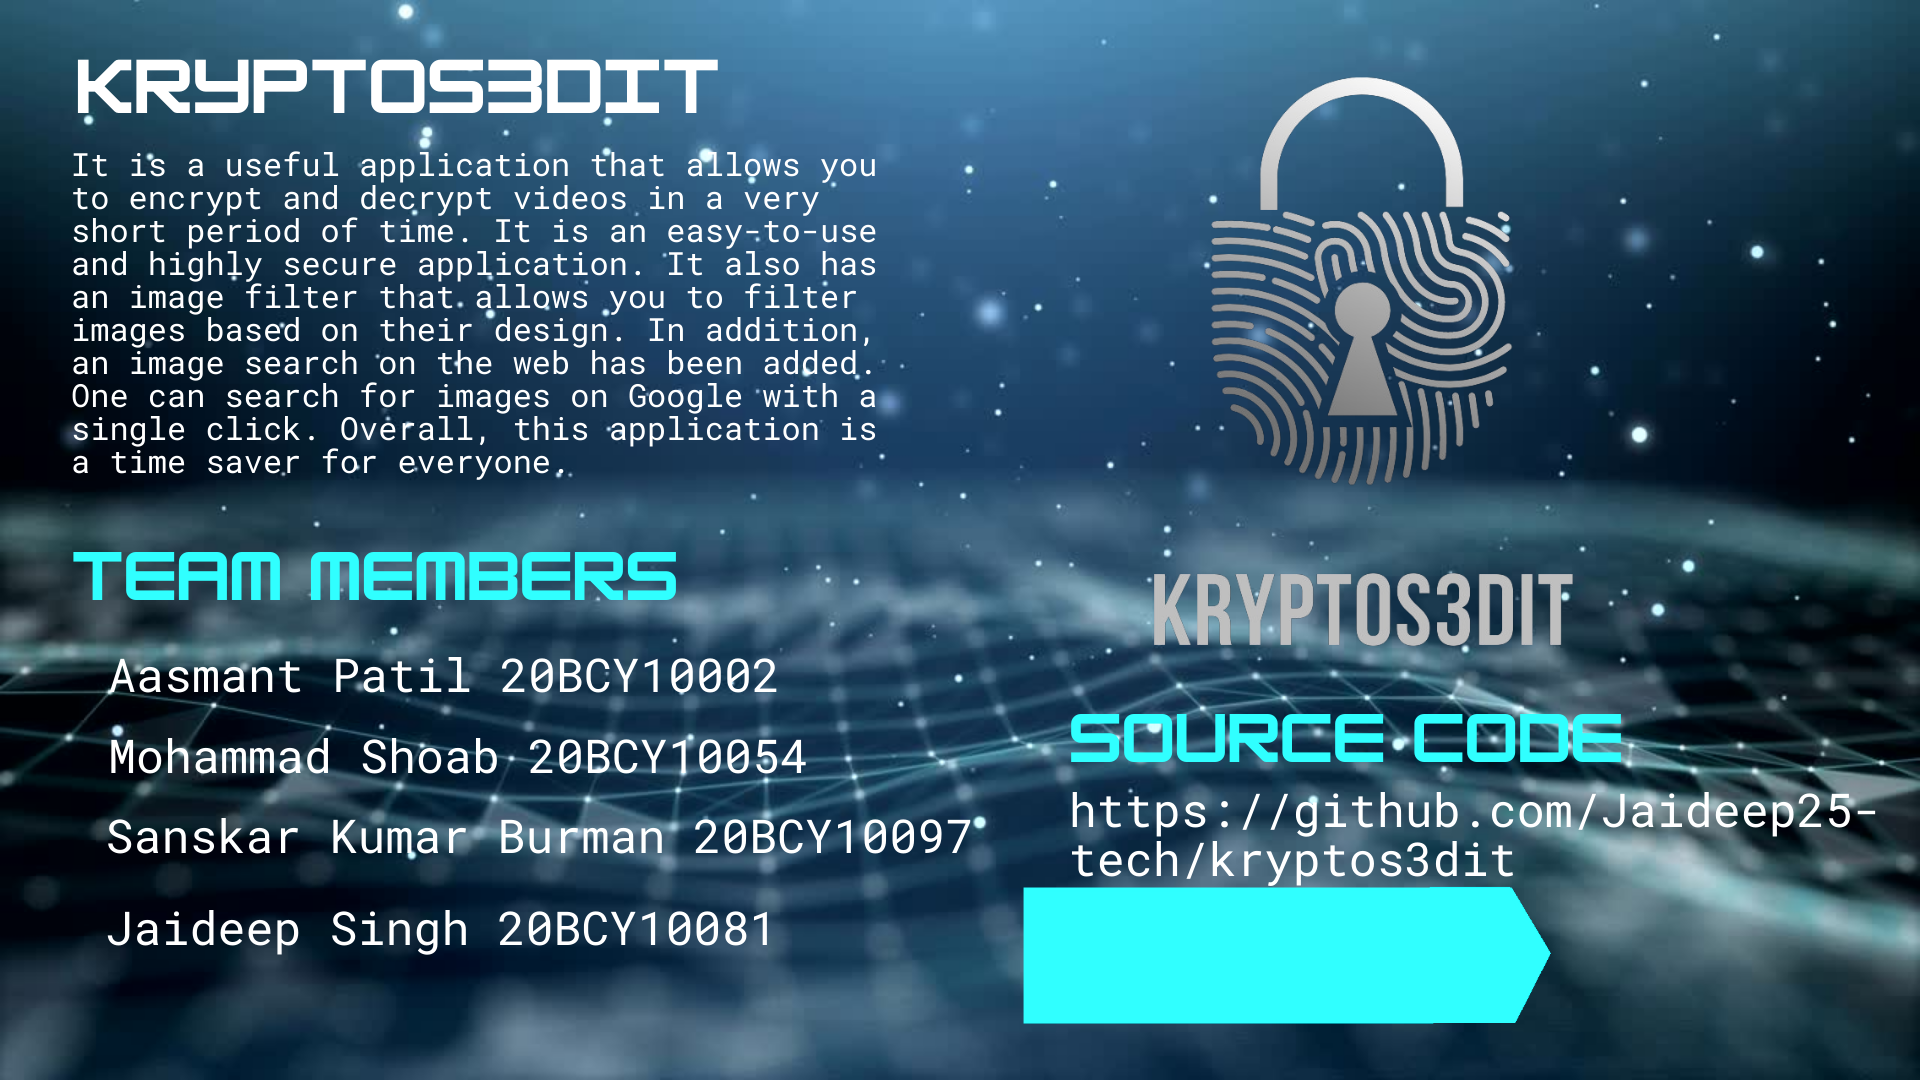 KRYPTOS3DIT
It is a useful application that allows you
to encrypt and decrypt videos in a very
short period of time. It is an easy-to-use
and highly secure application. It also has
an image filter that allows you to filter
images based on their design. In addition,
an image search on the web has been added.
One can search for images on Google with a
single click. Overall, this application is
a time saver for everyone.
TEAM MEMBERS
Aasmant Patil 20BCY10002
Mohammad Shoab 20BCY10054
Sanskar Kumar Burman 20BCY10097
Jaideep Singh 20BCY10081
KRYPTOS3DIT
SOURCE CODE
https://github.com/Jaideep25-
tech/kryptos3dit